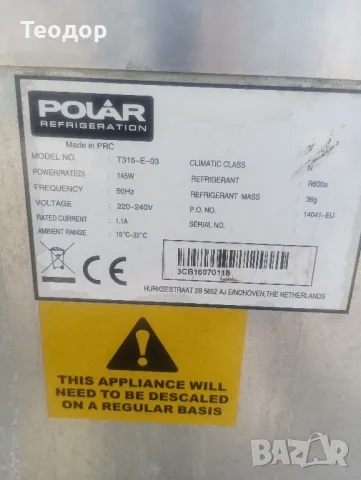 Теодор
POLAR
REFRIGERATION
Made in PRC
MODEL NO. : T316-E-03
POWER(RATED) : 145W
FREQUENCY : 50Hz
VOLTAGE : 220-240V
RATED CURRENT : 1.1A
AMBIENT RANGE : 16°C-32°C
CLIMATIC CLASS :
REFRIGERANT : R600a
REFRIGERANT MASS : 36g
P.O. NO. : 14041-EU
SERIAL NO. :
CE
3CB16070118
HURKSESTRAAT 29 5652 AJ EINDHOVEN, THE NETHERLANDS
THIS APPLIANCE WILL
NEED TO BE DESCALED
ON A REGULAR BASIS
BAZAR